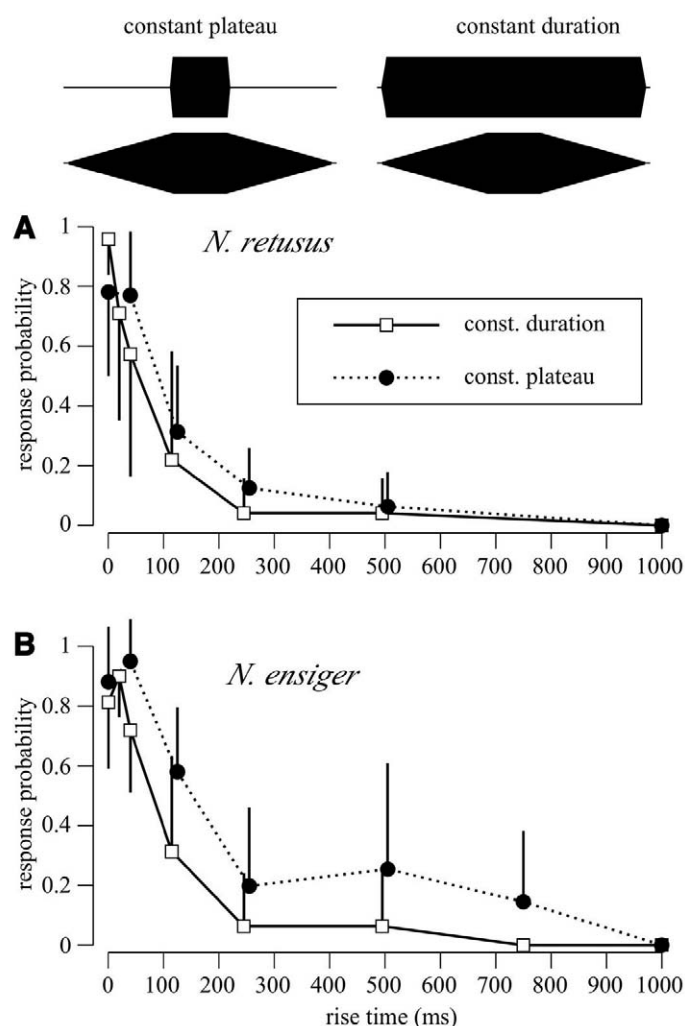 constant plateau
constant duration
A
N. retusus
response probability
1
0.8
0.6
0.4
0.2
0
const. duration
const. plateau
0 100 200 300 400 500 600 700 800 900 1000
B
N. ensiger
response probability
1
0.8
0.6
0.4
0.2
0
0 100 200 300 400 500 600 700 800 900 1000
rise time (ms)